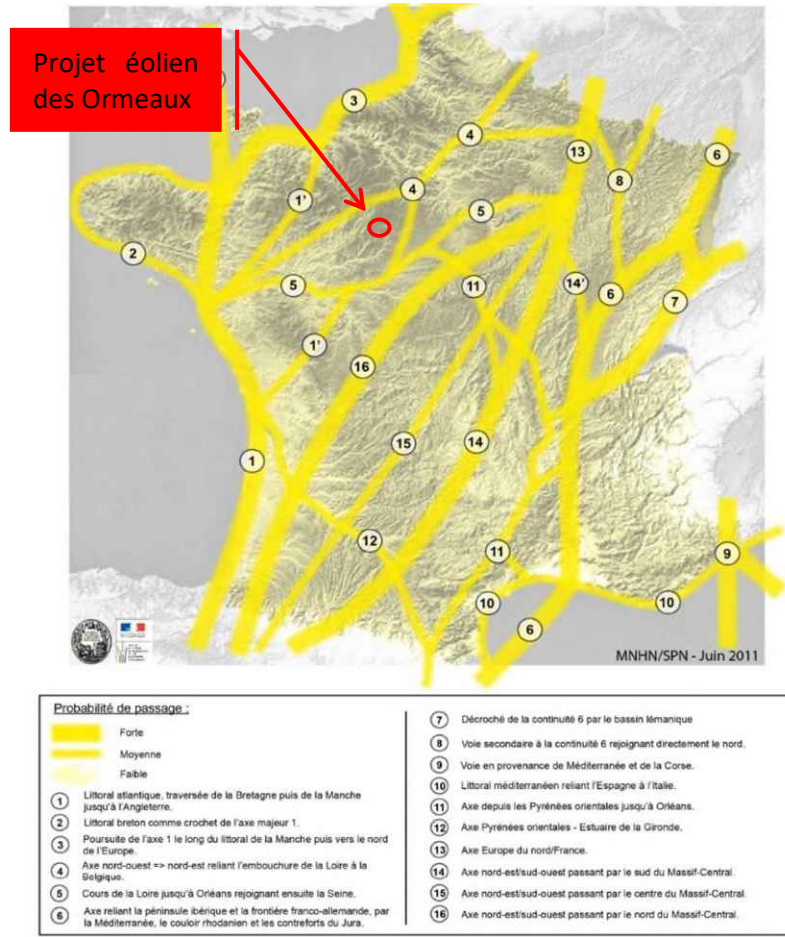 Projet éolien
des Ormeaux
3
4
13
6
1'
4
8
5
2
5
11
14'
6
7
1'
16
15
14
1
12
11
9
10
10
6
MNHN/SPN - Juin 2011
Probabilité de passage :
Forte
Moyenne
Faible
1 Littoral atlantique, traversée de la Bretagne puis de la Manche
jusqu'à l'Angleterre.
2 Littoral breton comme crochet de l'axe majeur 1.
3 Poursuite de l'axe 1 le long du littoral de la Manche puis vers le nord
de l'Europe.
4 Axe nord-ouest => nord-est reliant l'embouchure de la Loire à la
Belgique.
5 Cours de la Loire jusqu'à Orléans rejoignant ensuite la Seine.
6 Axe reliant la péninsule ibérique et la frontière franco-allemande, par
la Méditerranée, le couloir rhodanien et les contreforts du Jura.
7 Décroché de la continuité 6 par le bassin lémanique
8 Voie secondaire à la continuité 6 rejoignant directement le nord.
9 Voie en provenance de Méditerranée et de la Corse.
10 Littoral méditerranéen reliant l'Espagne à l'Italie.
11 Axe depuis les Pyrénées orientales jusqu'à Orléans.
12 Axe Pyrénées orientales - Estuaire de la Gironde.
13 Axe Europe du nord/France.
14 Axe nord-est/sud-ouest passant par le sud du Massif-Central.
15 Axe nord-est/sud-ouest passant par le centre du Massif-Central.
16 Axe nord-est/sud-ouest passant par le nord du Massif-Central.